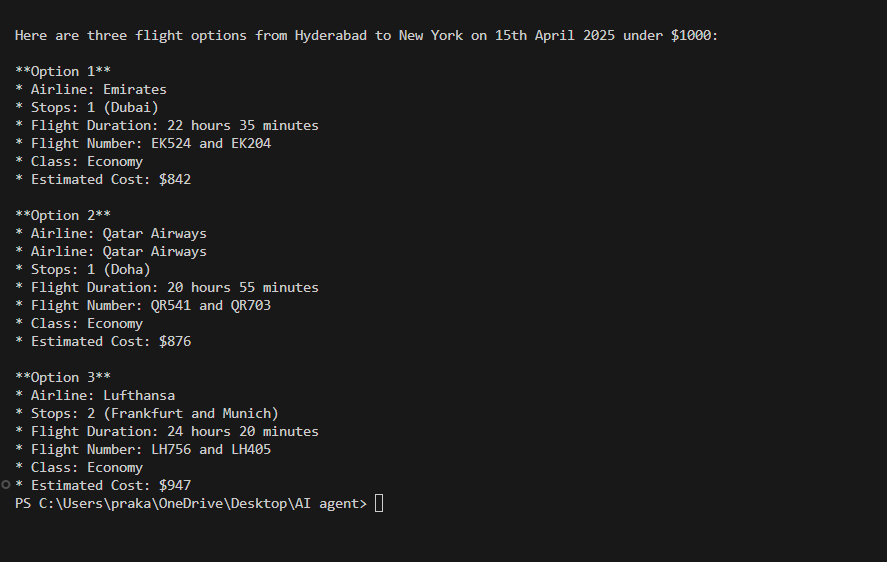 Here are three flight options from Hyderabad to New York on 15th April 2025 under $1000:
**Option 1**
* Airline: Emirates
* Stops: 1 (Dubai)
* Flight Duration: 22 hours 35 minutes
* Flight Number: EK524 and EK204
* Class: Economy
* Estimated Cost: $842
**Option 2**
* Airline: Qatar Airways
* Airline: Qatar Airways
* Stops: 1 (Doha)
* Flight Duration: 20 hours 55 minutes
* Flight Number: QR541 and QR703
* Class: Economy
* Estimated Cost: $876
**Option 3**
* Airline: Lufthansa
* Stops: 2 (Frankfurt and Munich)
* Flight Duration: 24 hours 20 minutes
* Flight Number: LH756 and LH405
* Class: Economy
* Estimated Cost: $947
PS C:\Users\praka\OneDrive\Desktop\AI agent>